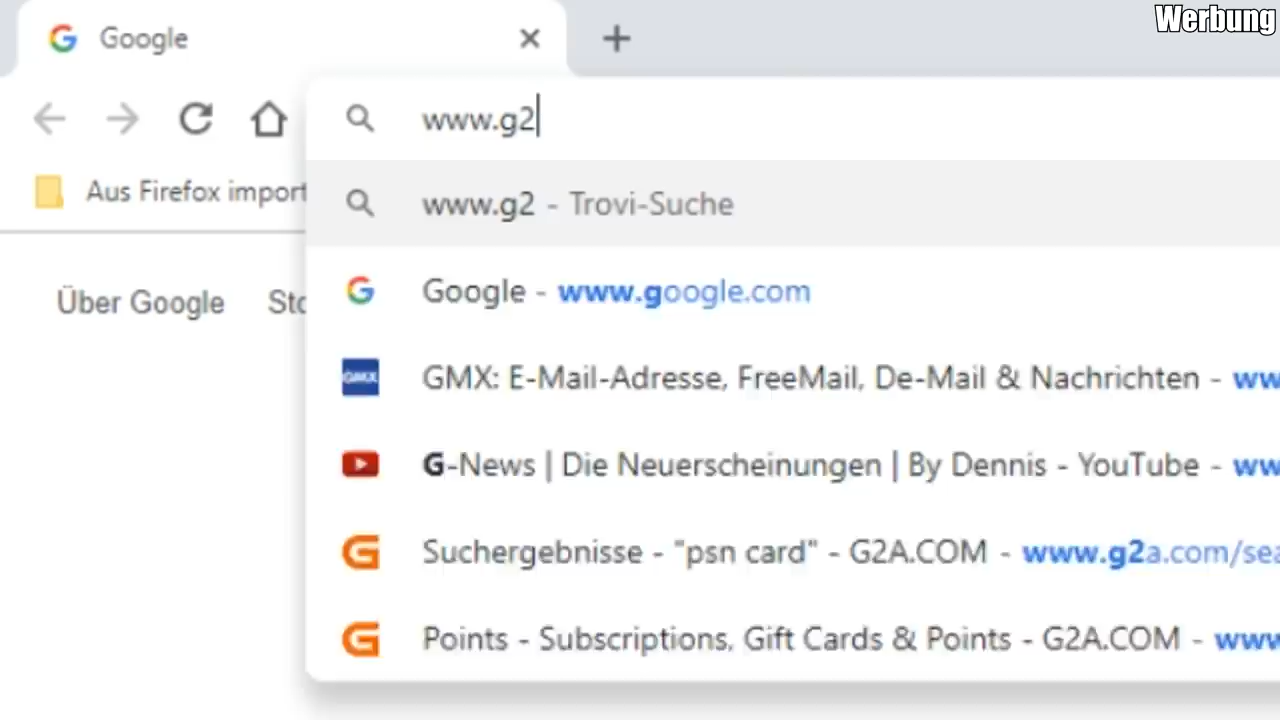 Werbung
Google
www.g2
Aus Firefox import
www.g2 - Trovi-Suche
Über Google
Google - www.google.com
GMX
GMX: E-Mail-Adresse, FreeMail, De-Mail & Nachrichten - ww
G-News | Die Neuerscheinungen | By Dennis - YouTube - ww
Suchergebnisse - "psn card" - G2A.COM - www.g2a.com/sea
Points - Subscriptions, Gift Cards & Points - G2A.COM - www